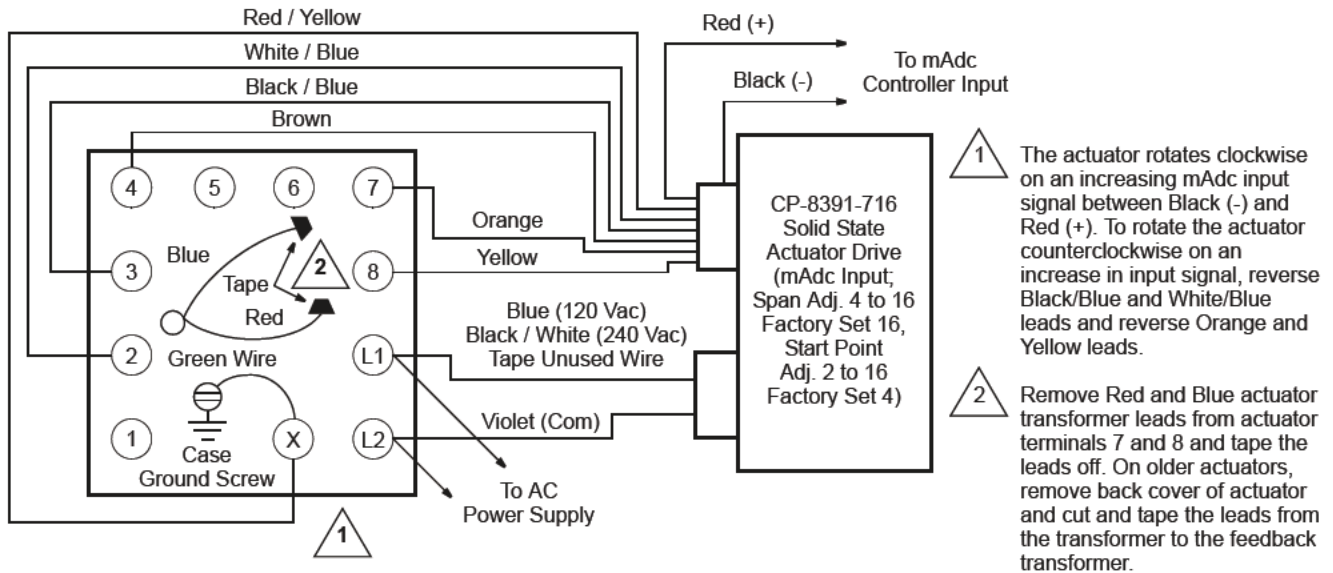 Red / Yellow
White / Blue
Black / Blue
Brown
Red (+)
Black (-)
To mAdc
Controller Input
4
5
6
7
3
8
2
L1
1
X
L2
Blue
Tape
2
Red
Green Wire
Case
Ground Screw
Orange
Yellow
Blue (120 Vac)
Black / White (240 Vac)
Tape Unused Wire
Violet (Com)
To AC
Power Supply
1
CP-8391-716
Solid State
Actuator Drive
(mAdc Input;
Span Adj. 4 to 16
Factory Set 16,
Start Point
Adj. 2 to 16
Factory Set 4)
1
The actuator rotates clockwise
on an increasing mAdc input
signal between Black (-) and
Red (+). To rotate the actuator
counterclockwise on an
increase in input signal, reverse
Black/Blue and White/Blue
leads and reverse Orange and
Yellow leads.
2
Remove Red and Blue actuator
transformer leads from actuator
terminals 7 and 8 and tape the
leads off. On older actuators,
remove back cover of actuator
and cut and tape the leads from
the transformer to the feedback
transformer.